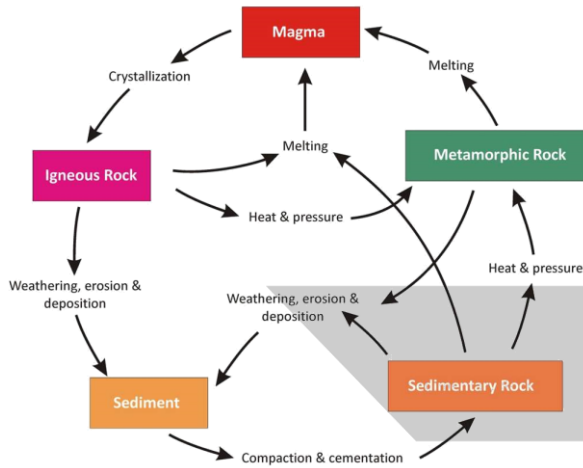 Magma
Melting
Crystallization
Melting
Metamorphic Rock
Igneous Rock
Heat & pressure
Heat & pressure
Weathering, erosion &
deposition
Weathering, erosion &
deposition
Sedimentary Rock
Sediment
Compaction & cementation